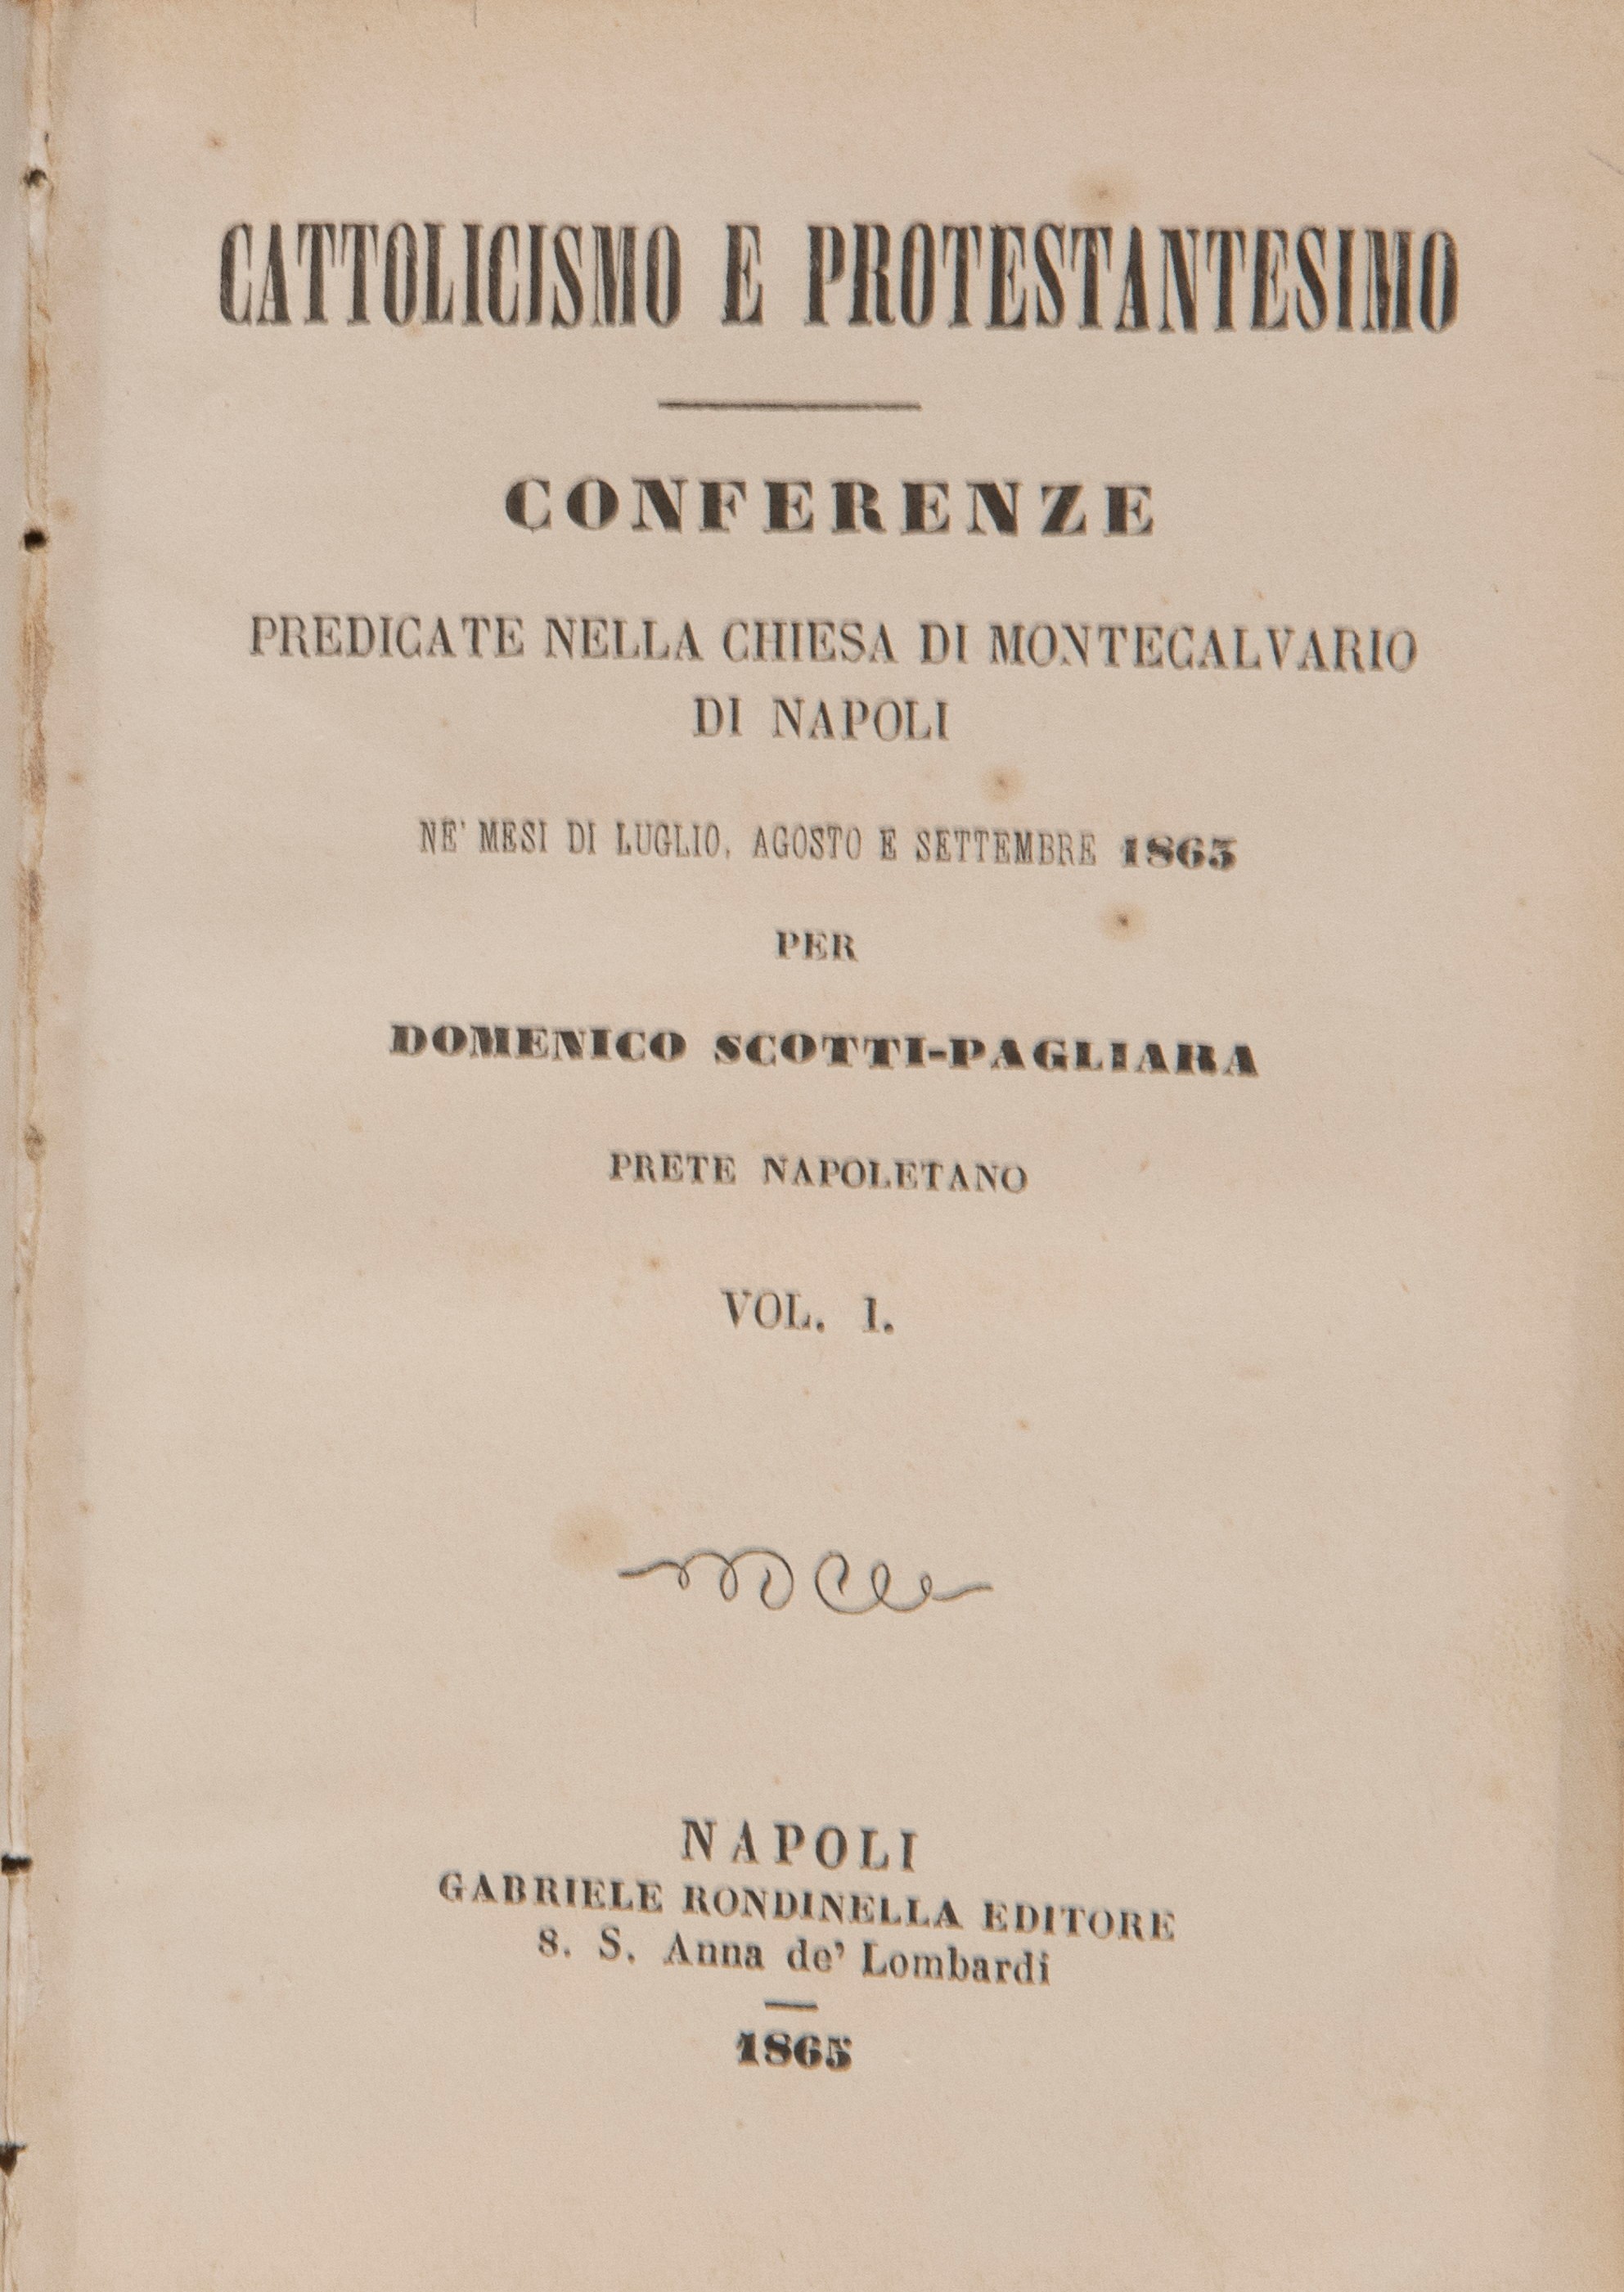 CATTOLICISMO E PROTESTANTESIMO
CONFERENZE
PREDICATE NELLA CHIESA DI MONTECALVARIO
DI NAPOLI
NE' MESI DI LUGLIO, AGOSTO E SETTEMBRE 1865
PER
DOMENICO SCOTTI-PAGLIARA
PRETE NAPOLETANO
VOL. I.
NAPOLI
GABRIELE RONDINELLA EDITORE
8. S. Anna de' Lombardi
1865